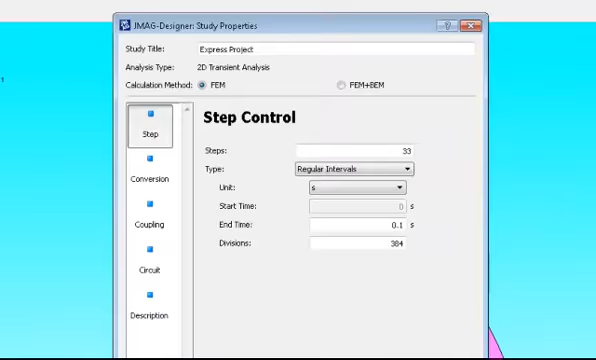 JMAG-Designer: Study Properties
Study Title: Express Project
Analysis Type: 2D Transient Analysis
Calculation Method: FEM FEM+BEM
Step
Conversion
Coupling
Circuit
Description
Step Control
Steps: 33
Type: Regular Intervals
Unit: s
Start Time: 0 s
End Time: 0.1 s
Divisions: 384
1